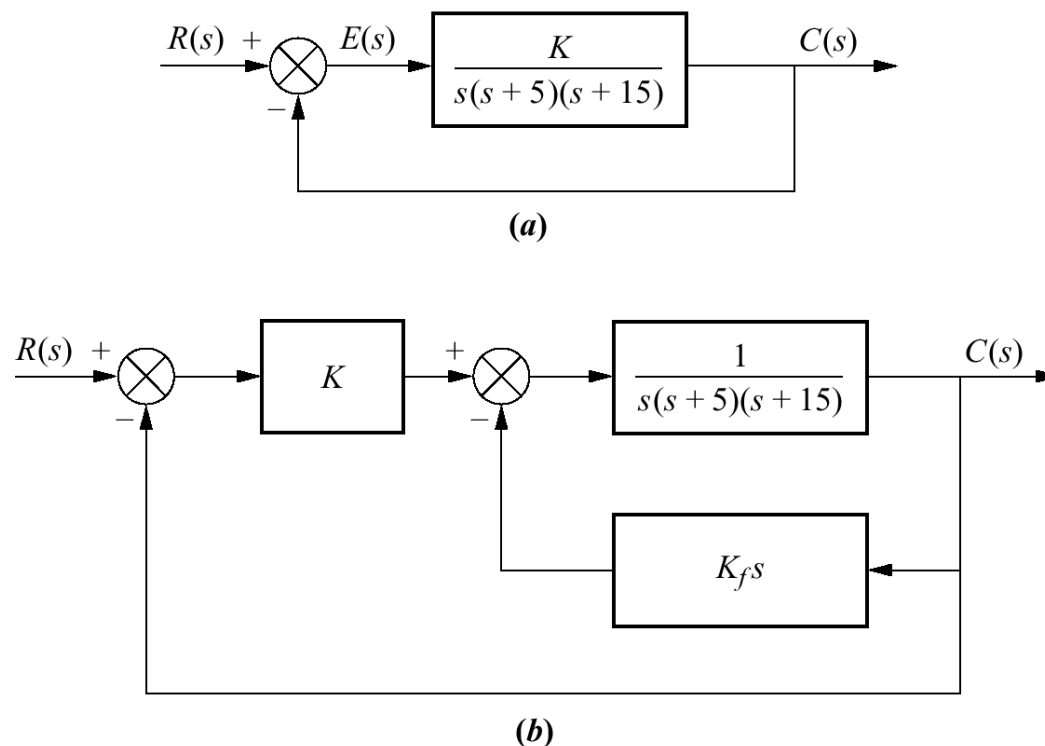 R(s) + E(s) K C(s)
s(s + 5)(s + 15)
−
(a)
R(s) + K + 1 C(s)
s(s + 5)(s + 15)
− −
K_f s
(b)